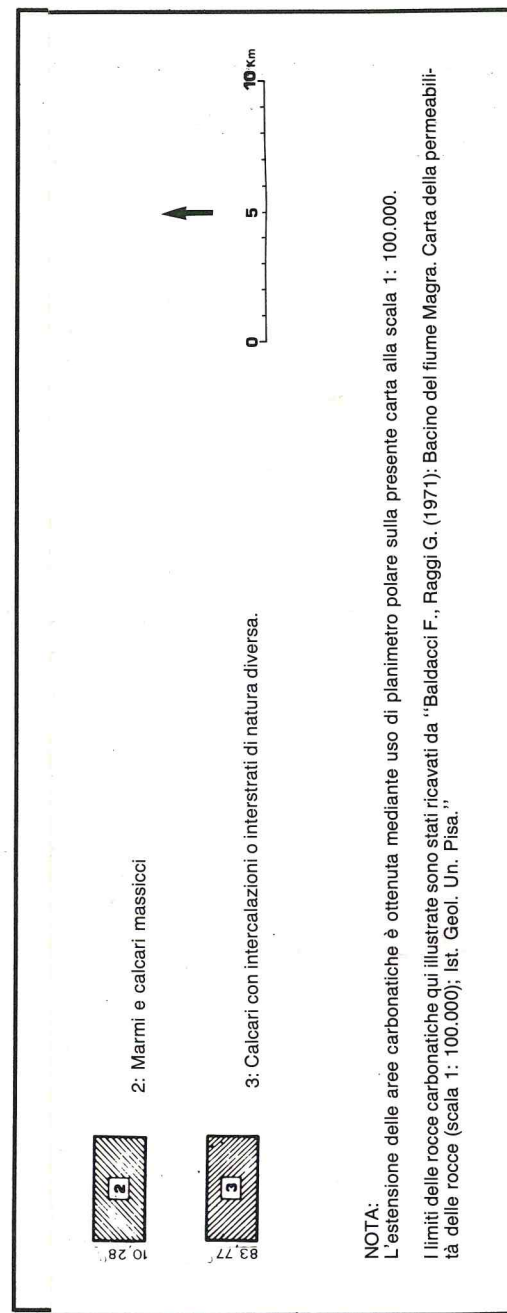 10,28
2
2: Marmi e calcari massicci
83,77
3
3: Calcari con intercalazioni o interstrati di natura diversa.
0 5 10 Km
NOTA:
L'estensione delle aree carbonatiche è ottenuta mediante uso di planimetro polare sulla presente carta alla scala 1: 100.000.
I limiti delle rocce carbonatiche qui illustrate sono stati ricavati da "Baldacci F., Raggi G. (1971): Bacino del fiume Magra. Carta della permeabili-
tà delle rocce (scala 1: 100.000); Ist. Geol. Un. Pisa."